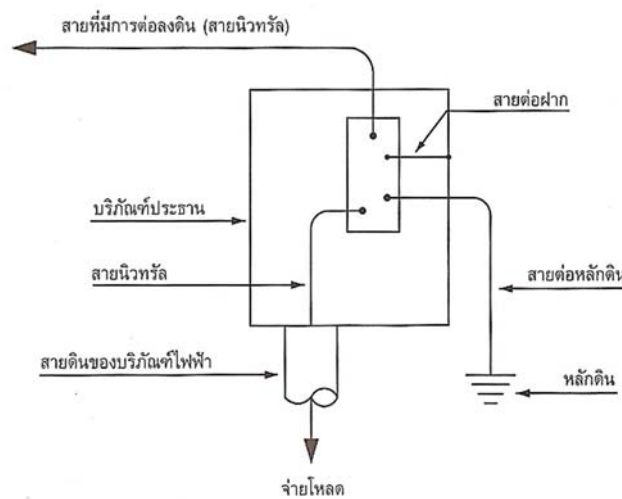 สายที่มีการต่อลงดิน (สายนิวทรัล)
สายต่อฝาก
บริภัณฑ์ประธาน
สายนิวทรัล
สายต่อหลักดิน
สายดินของบริภัณฑ์ไฟฟ้า
หลักดิน
จ่ายโหลด